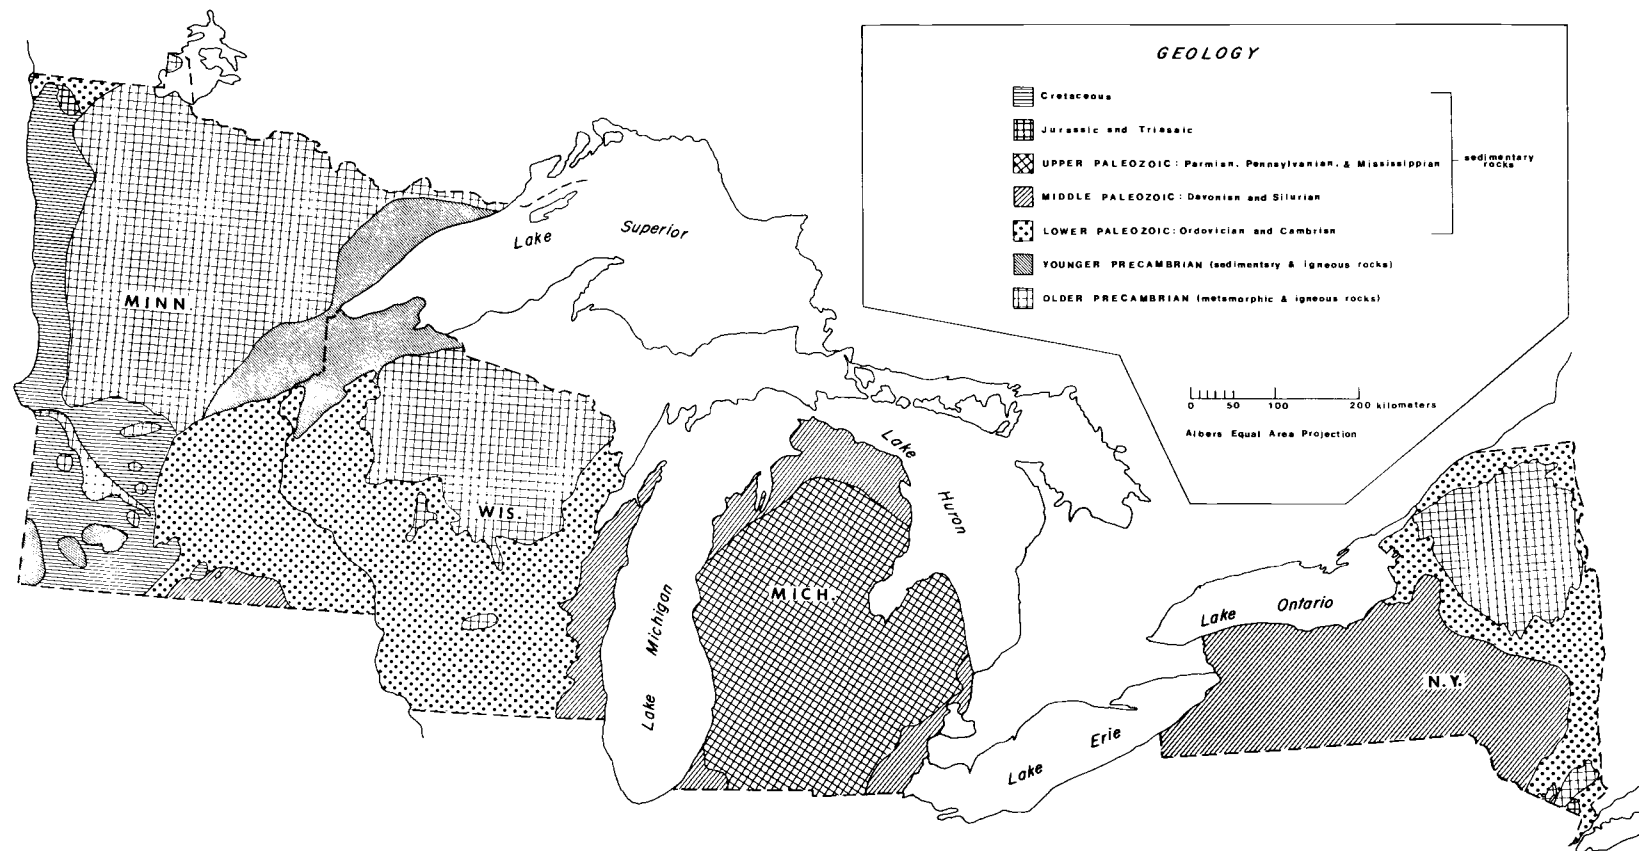 GEOLOGY
Cretaceous
Jurassic and Triassic
UPPER PALEOZOIC: Permian, Pennsylvanian, & Mississippian
sedimentary
rocks
MIDDLE PALEOZOIC: Devonian and Silurian
LOWER PALEOZOIC: Ordovician and Cambrian
YOUNGER PRECAMBRIAN (sedimentary & igneous rocks)
OLDER PRECAMBRIAN (metamorphic & igneous rocks)
0 50 100 200 kilometers
Albers Equal Area Projection
Lake Superior
MINN.
Lake Huron
WIS.
Lake Michigan
MICH.
Lake Ontario
N.Y.
Lake Erie